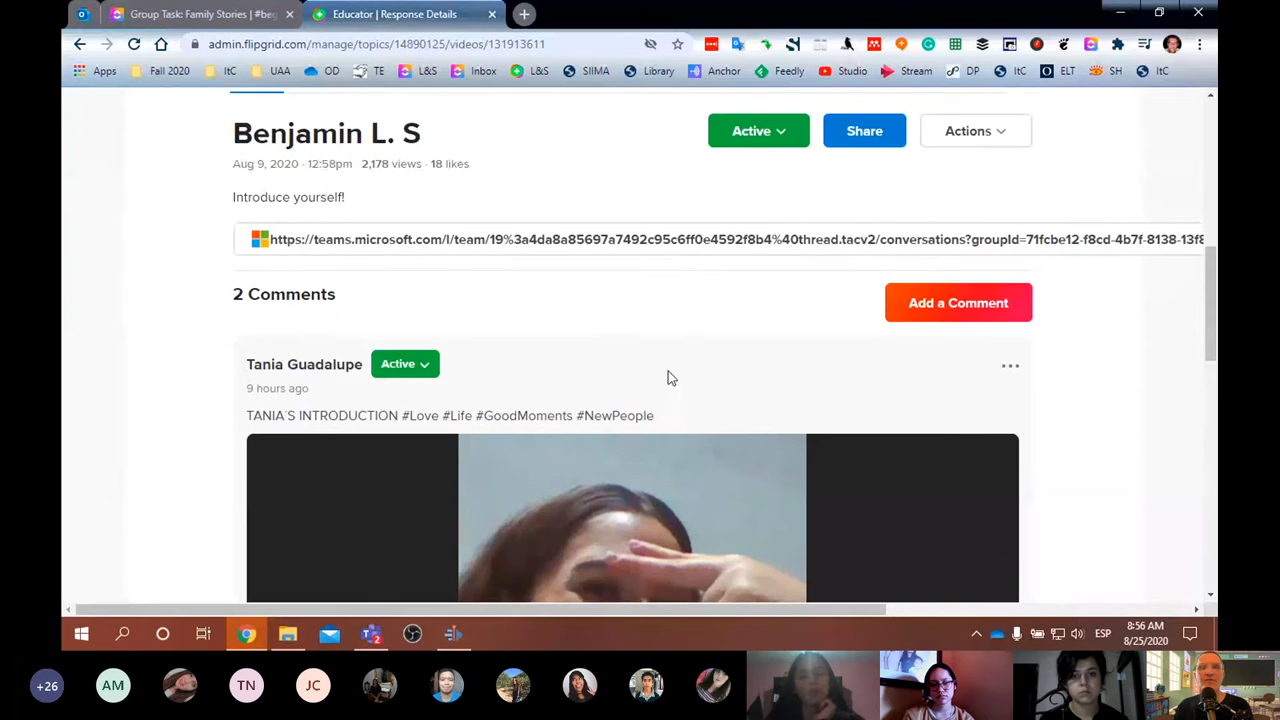 Group Task: Family Stories | #beg
Educator | Response Details
admin.flipgrid.com/manage/topics/14890125/videos/131913611
Apps Fall 2020 ItC UAA OD TE L&S Inbox L&S SIIMA Library Anchor Feedly Studio Stream DP ItC ELT SH ItC
Benjamin L. S
Active
Share
Actions
Aug 9, 2020 · 12:58pm 2,178 views · 18 likes
Introduce yourself!
https://teams.microsoft.com/l/team/19%3a4da8a85697a7492c95c6ff0e4592f8b4%40thread.tacv2/conversations?groupId=71fcbe12-f8cd-4b7f-8138-13f8
2 Comments
Add a Comment
Tania Guadalupe Active
9 hours ago
TANIA´S INTRODUCTION #Love #Life #GoodMoments #NewPeople
ESP
8:56 AM
8/25/2020
+26 AM TN JC